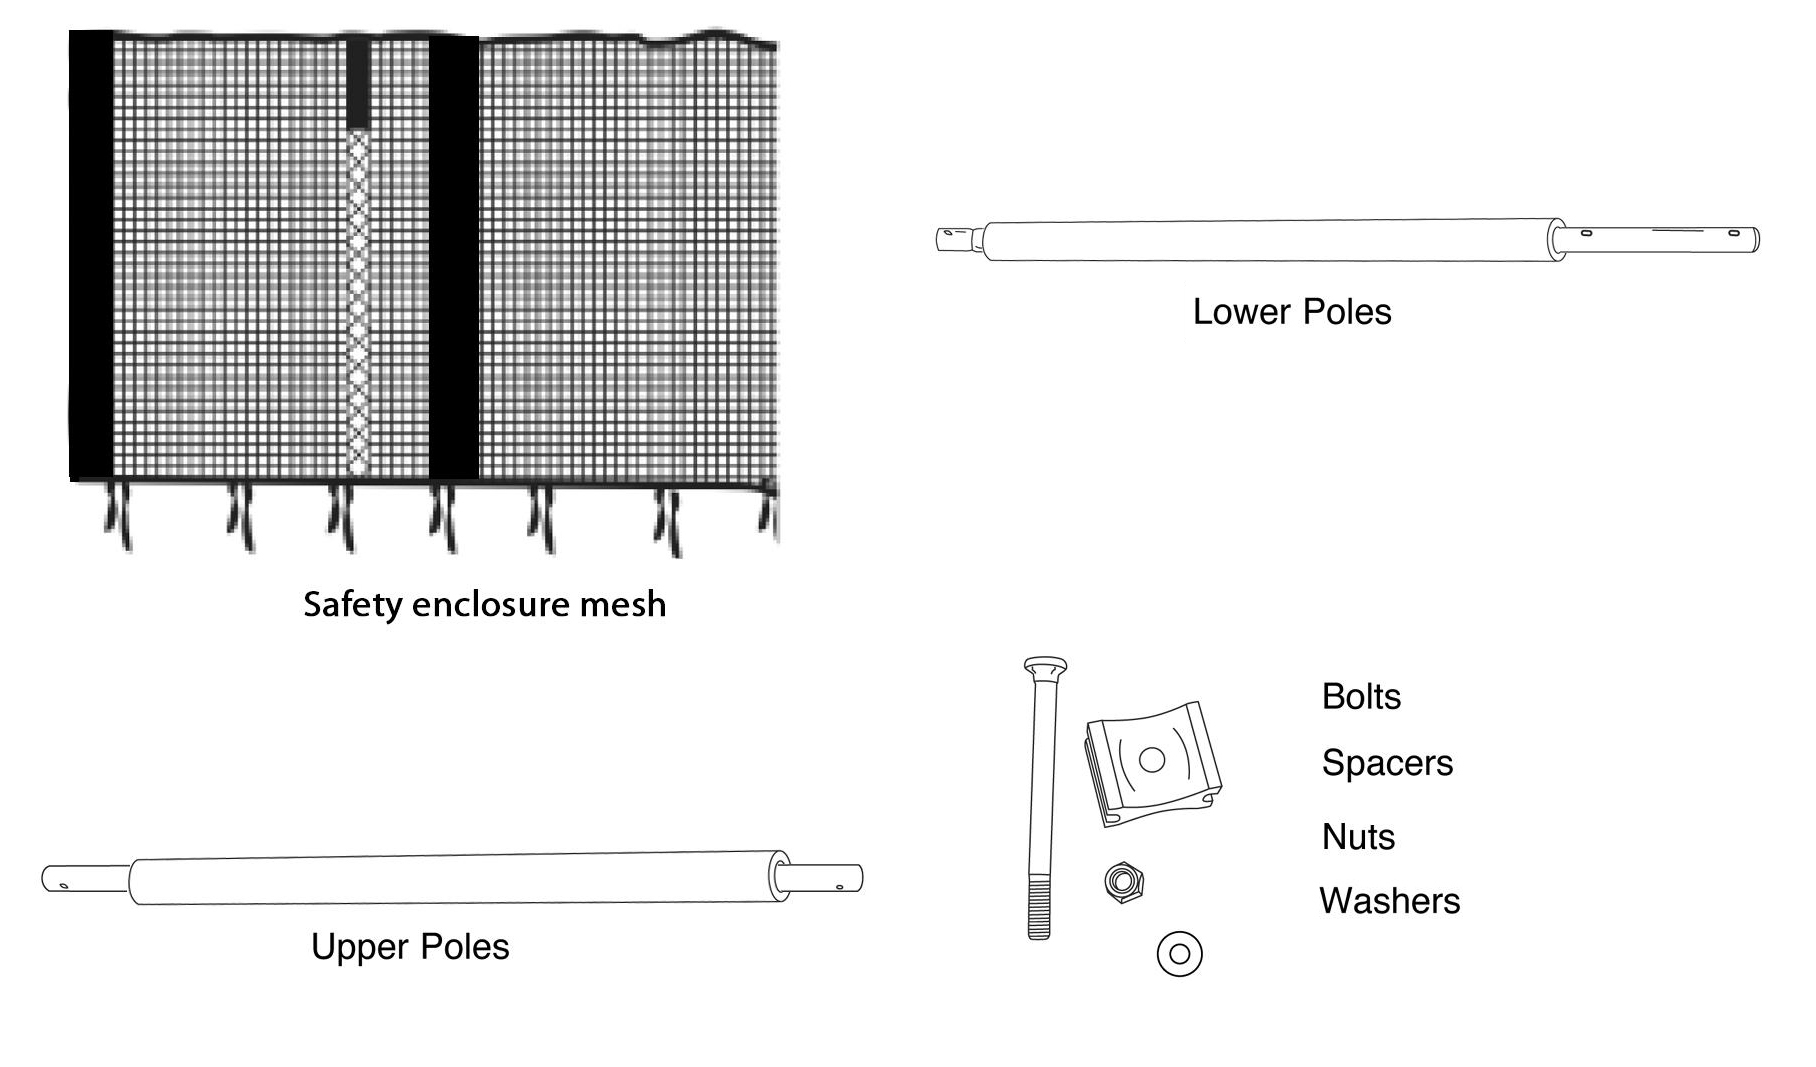 Safety enclosure mesh
Lower Poles
Upper Poles
Bolts
Spacers
Nuts
Washers